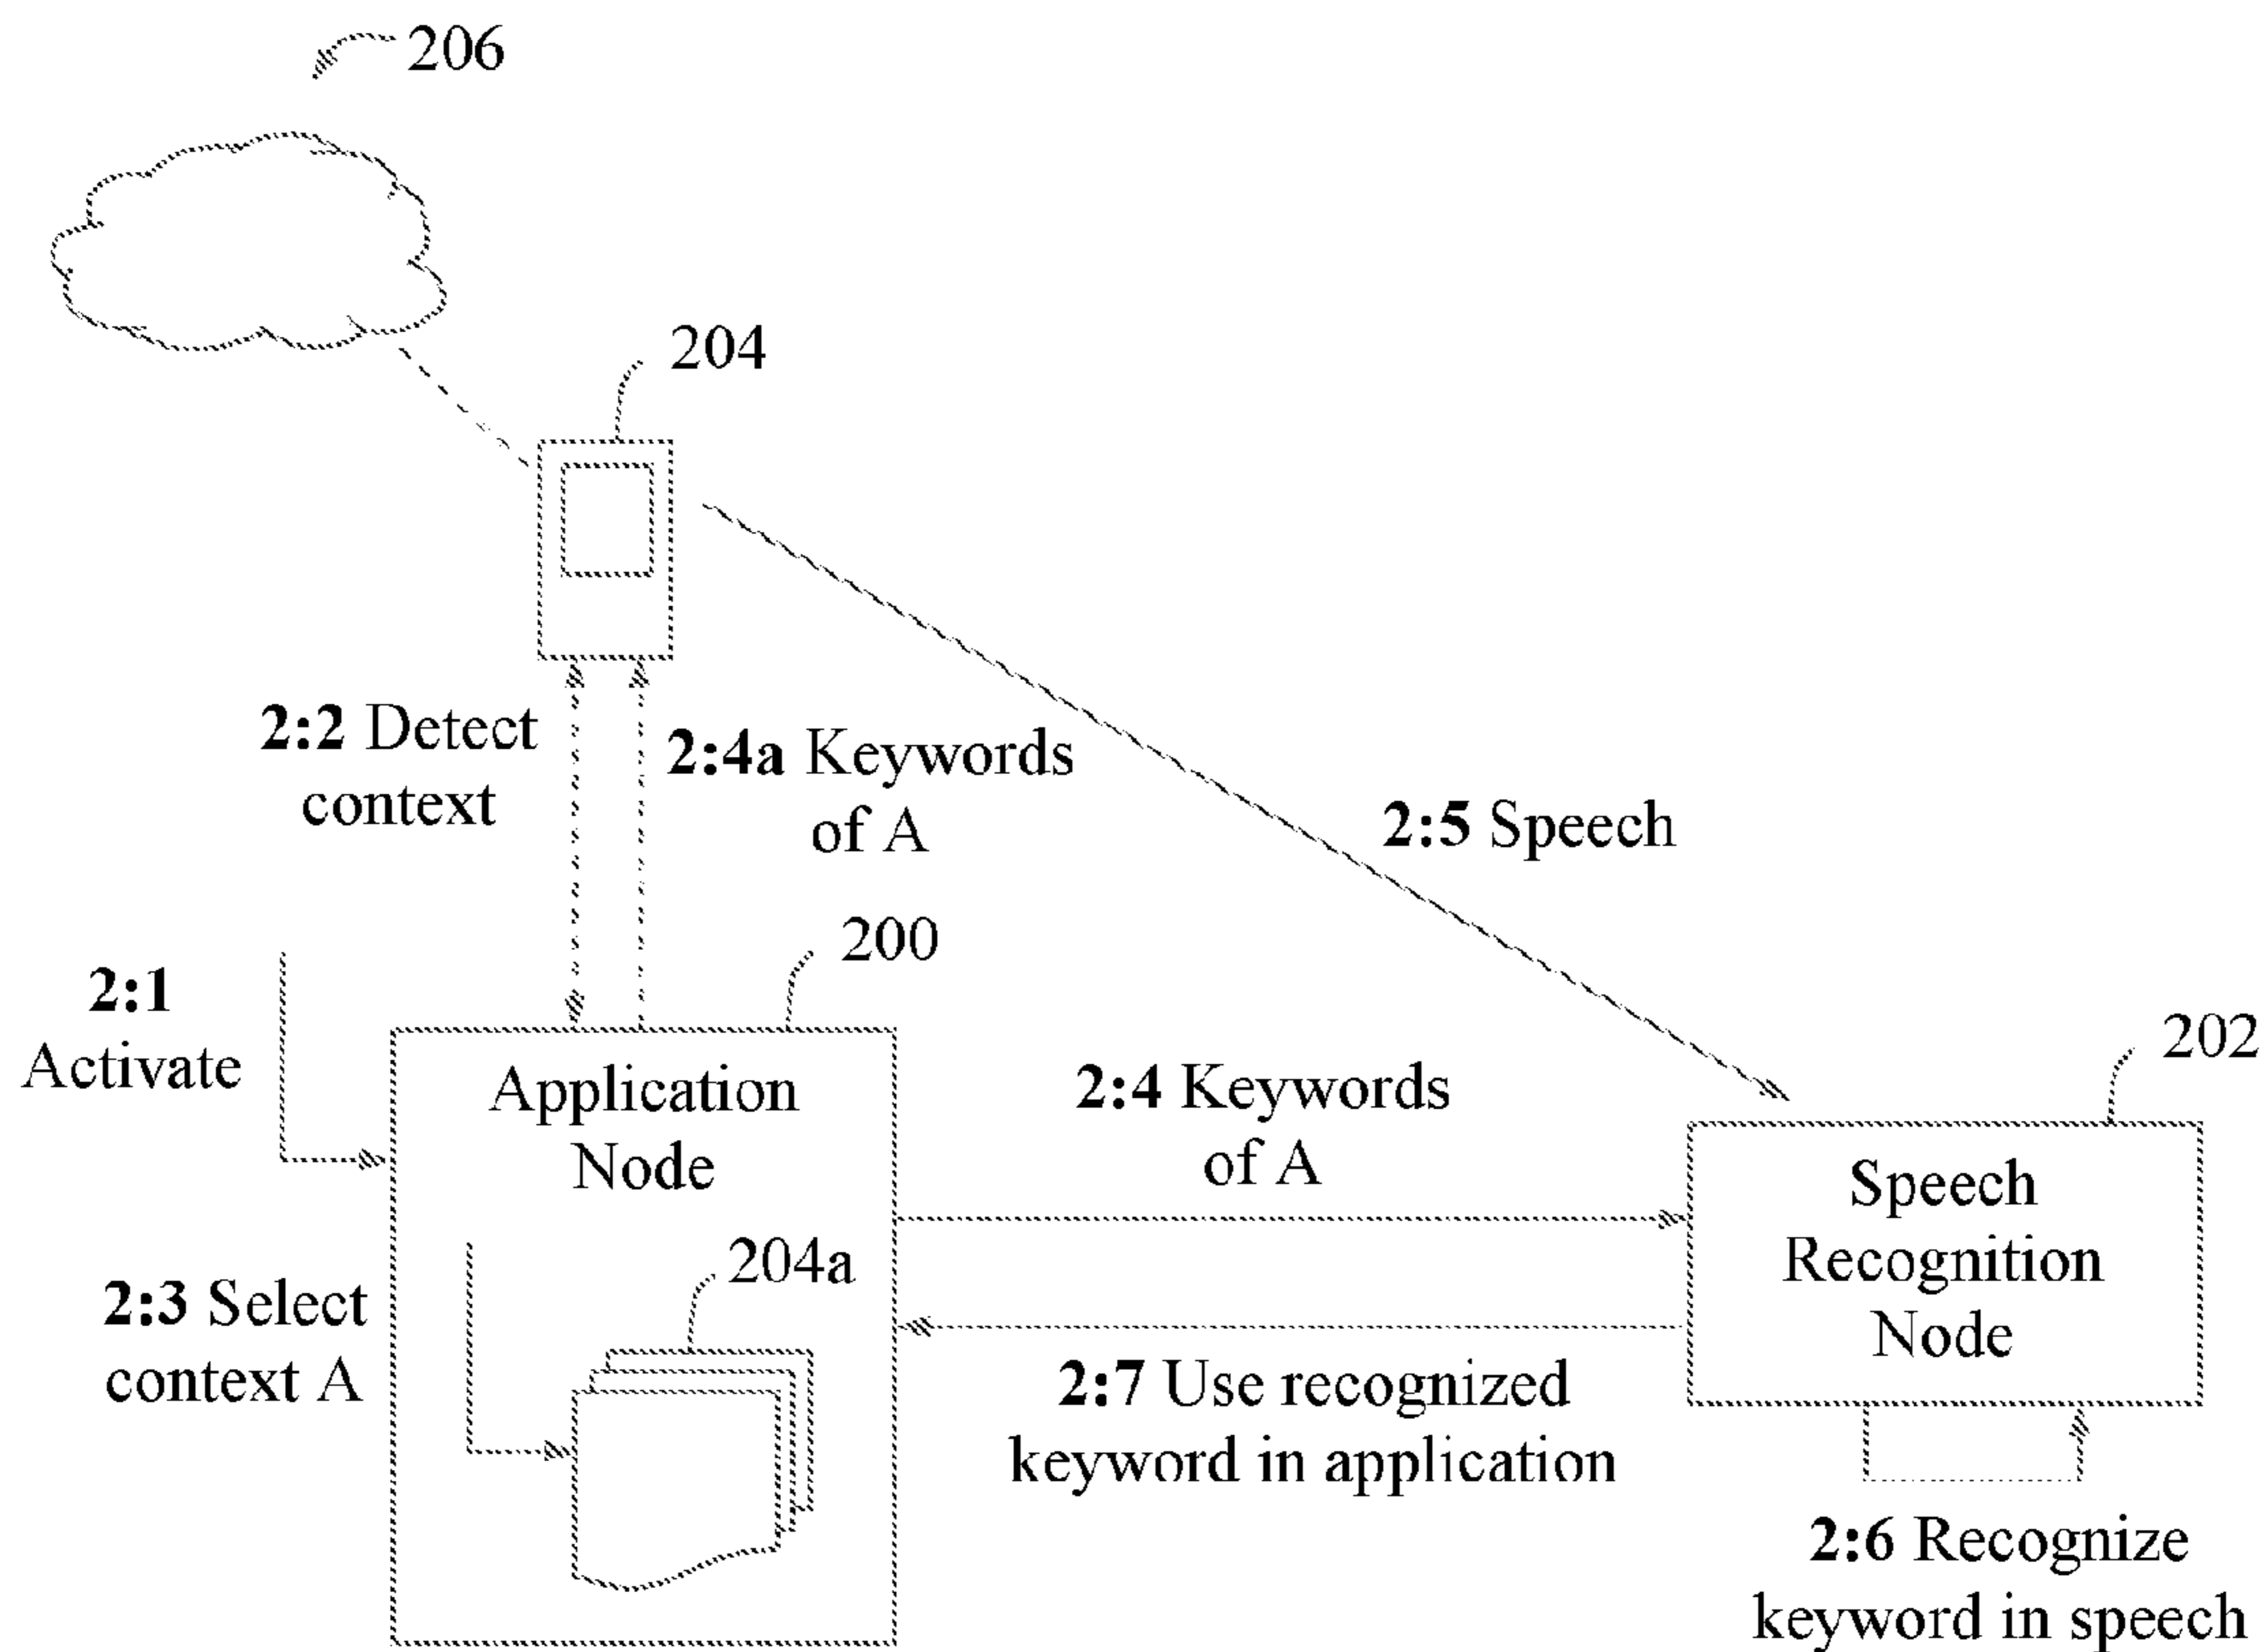 206
204
2:2 Detect
context
2:4a Keywords
of A
2:5 Speech
200
2:1
Activate
202
Application
Node
2:4 Keywords
of A
Speech
Recognition
Node
204a
2:3 Select
context A
2:7 Use recognized
keyword in application
2:6 Recognize
keyword in speech